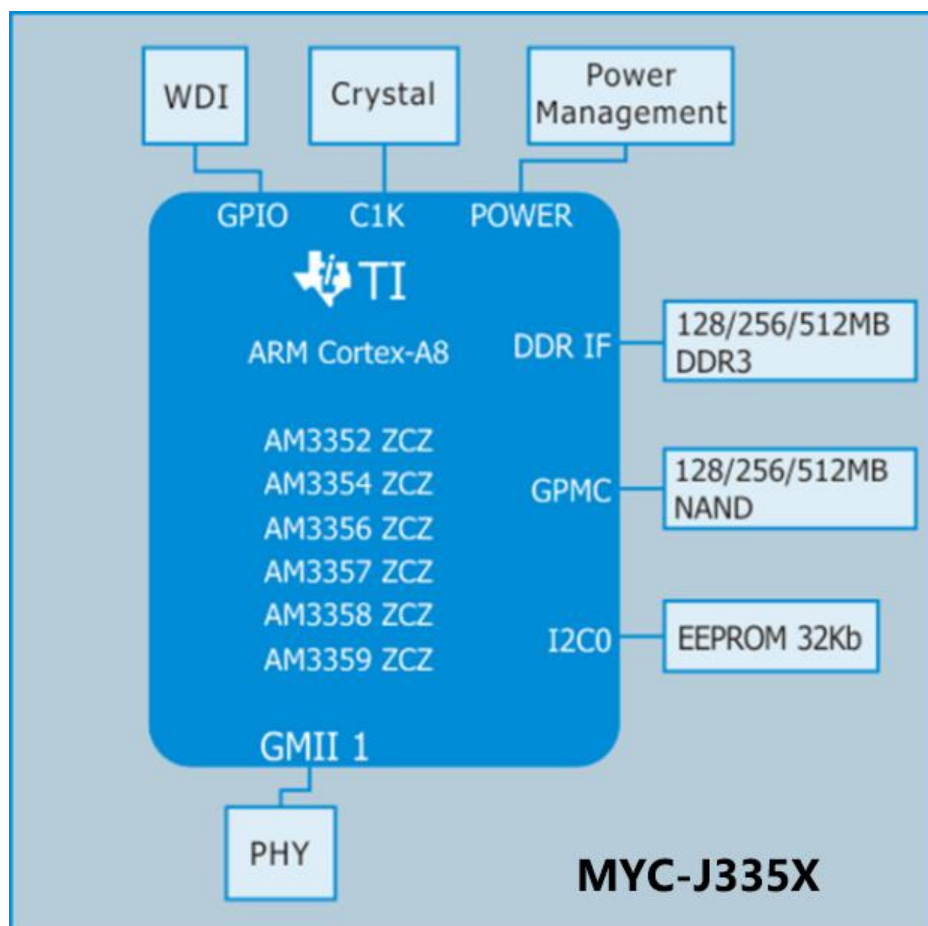 WDI
Crystal
Power
Management
GPIO
C1K
POWER
TI
ARM Cortex-A8
DDR IF
128/256/512MB
DDR3
AM3352 ZCZ
AM3354 ZCZ
AM3356 ZCZ
AM3357 ZCZ
AM3358 ZCZ
AM3359 ZCZ
GPMC
128/256/512MB
NAND
I2C0
EEPROM 32Kb
GMII 1
PHY
MYC-J335X